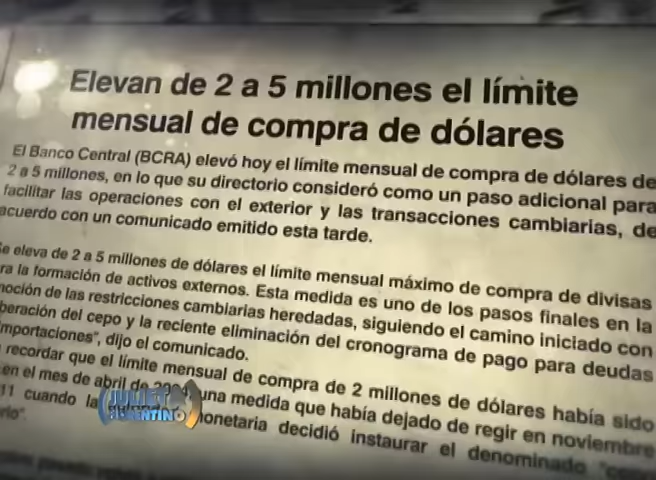 Elevan de 2 a 5 millones el límite
mensual de compra de dólares
El Banco Central (BCRA) elevó hoy el límite mensual de compra de dólares de
2 a 5 millones, en lo que su directorio consideró como un paso adicional para
facilitar las operaciones con el exterior y las transacciones cambiarias, de
acuerdo con un comunicado emitido esta tarde.
Se eleva de 2 a 5 millones de dólares el límite mensual máximo de compra de divisas
ra la formación de activos externos. Esta medida es uno de los pasos finales en la
moción de las restricciones cambiarias heredadas, siguiendo el camino iniciado con
beración del cepo y la reciente eliminación del cronograma de pago para deudas
mportaciones", dijo el comunicado.
recordar que el límite mensual de compra de 2 millones de dólares había sido
en el mes de abril de una medida que había dejado de regir en noviembre
11 cuando la monetaria decidió instaurar el denominado
ARGENTINO